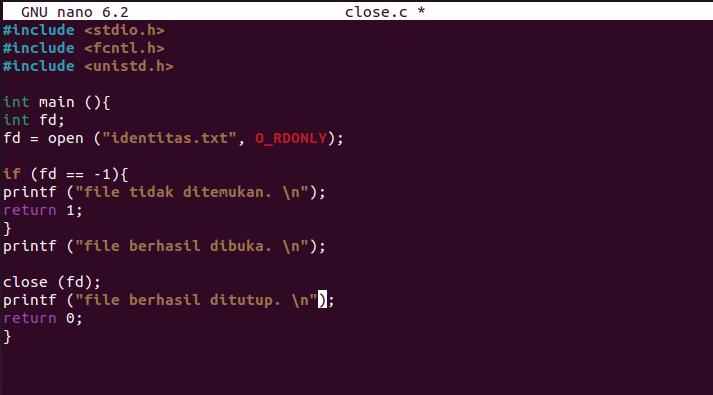 GNU nano 6.2 close.c *
#include <stdio.h>
#include <fcntl.h>
#include <unistd.h>

int main (){
int fd;
fd = open ("identitas.txt", O_RDONLY);

if (fd == -1){
printf ("file tidak ditemukan. \n");
return 1;
}
printf ("file berhasil dibuka. \n");

close (fd);
printf ("file berhasil ditutup. \n");
return 0;
}